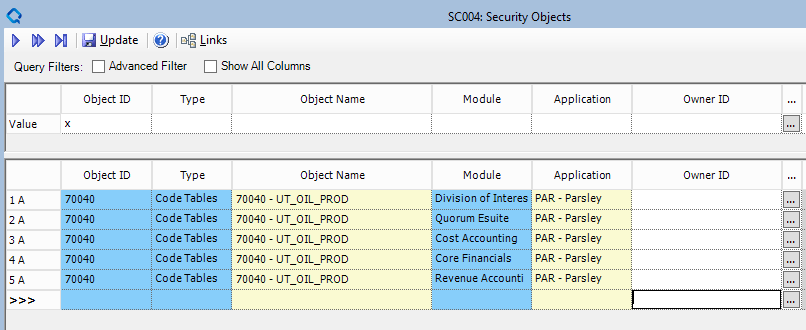 SC004: Security Objects
Update ? Links
Query Filters: Advanced Filter Show All Columns
Object ID Type Object Name Module Application Owner ID ...
Value x ...
Object ID Type Object Name Module Application Owner ID ...
1 A 70040 Code Tables 70040 - UT_OIL_PROD Division of Interes PAR - Parsley ...
2 A 70040 Code Tables 70040 - UT_OIL_PROD Quorum Esuite PAR - Parsley ...
3 A 70040 Code Tables 70040 - UT_OIL_PROD Cost Accounting PAR - Parsley ...
4 A 70040 Code Tables 70040 - UT_OIL_PROD Core Financials PAR - Parsley ...
5 A 70040 Code Tables 70040 - UT_OIL_PROD Revenue Accounti PAR - Parsley ...
>>> ...